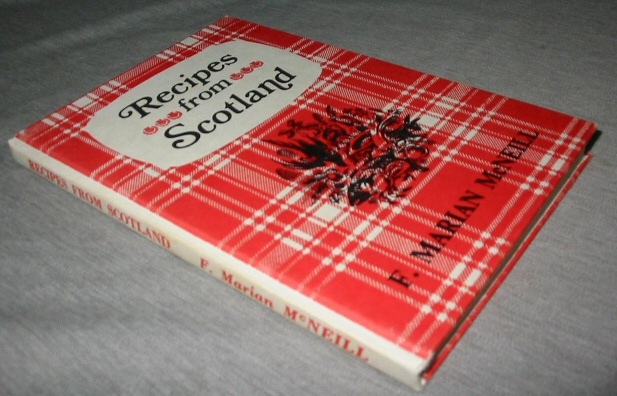 Recipes
from
Scotland
F. MARIAN McNEILL
RECIPES FROM SCOTLAND F. Marian McNEILL